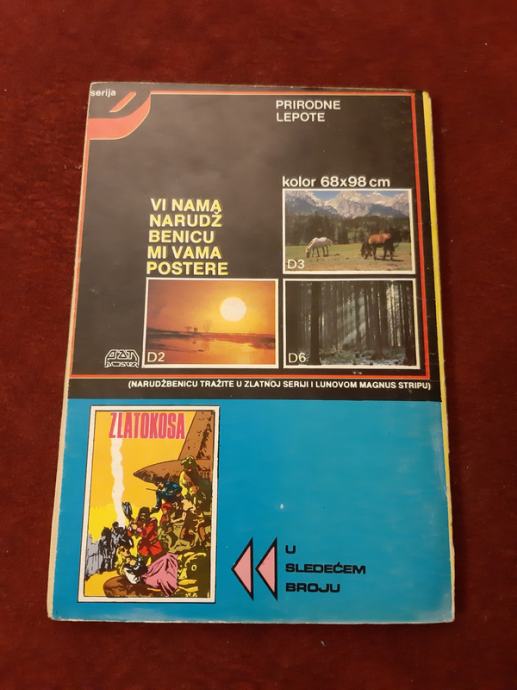 serija
PRIRODNE
LEPOTE
kolor 68x98 cm
VI NAMA
NARUDŽ
BENICU
MI VAMA
POSTERE
D3
D2
D6
(NARUDŽBENICU TRAŽITE U ZLATNOJ SERIJI I LUNOVOM MAGNUS STRIPU)
ZLATOKOSA
U
SLEDEĆEM
BROJU